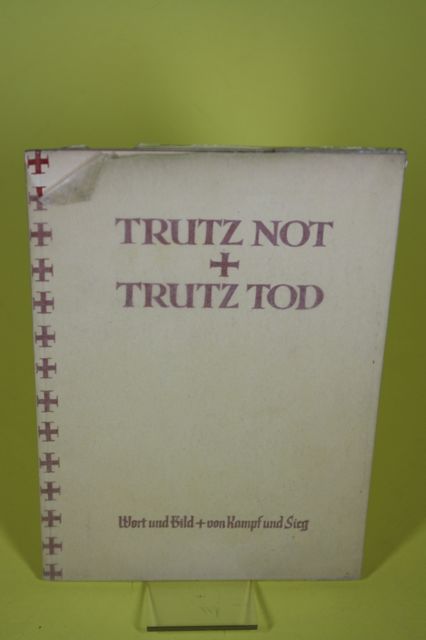 TRUTZ NOT
+
TRUTZ TOD
Wort und Bild + von Kampf und Sieg